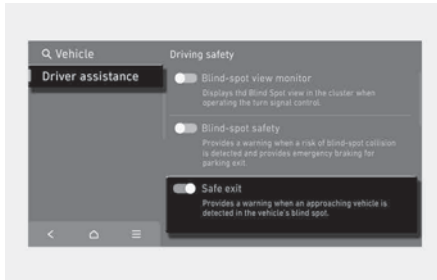 Vehicle
Driver assistance
Driving safety
Blind-spot view monitor
Displays thd Blind Spot view in the cluster when
operating the turn signal control.
Blind-spot safety
Provides a warning when a risk of blind-spot collision
is detected and provides emergency braking for
parking exit.
Safe exit
Provides a warning when an approaching vehicle is
detected in the vehicle's blind spot.